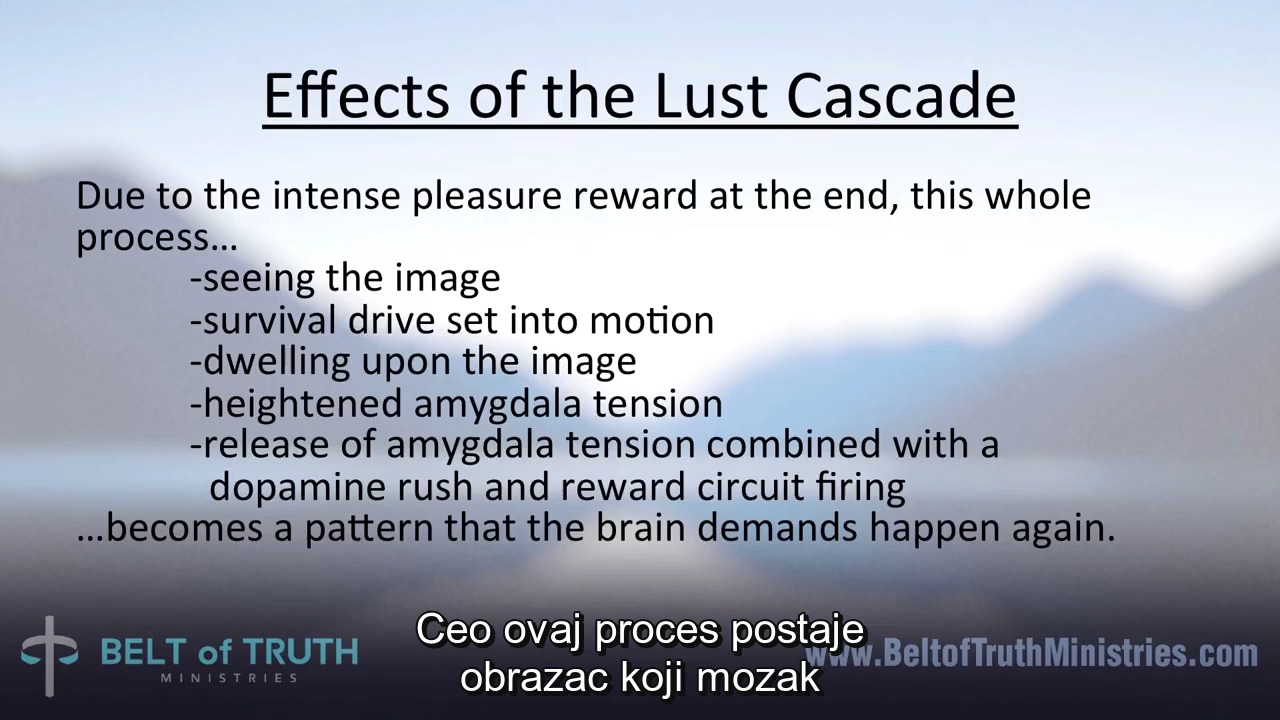 Effects of the Lust Cascade
Due to the intense pleasure reward at the end, this whole
process...
-seeing the image
-survival drive set into motion
-dwelling upon the image
-heightened amygdala tension
-release of amygdala tension combined with a
dopamine rush and reward circuit firing
...becomes a pattern that the brain demands happen again.
BELT of TRUTH
MINISTRIES
Ceo ovaj proces postaje
obrazac koji mozak
www.BeltofTruthMinistries.com